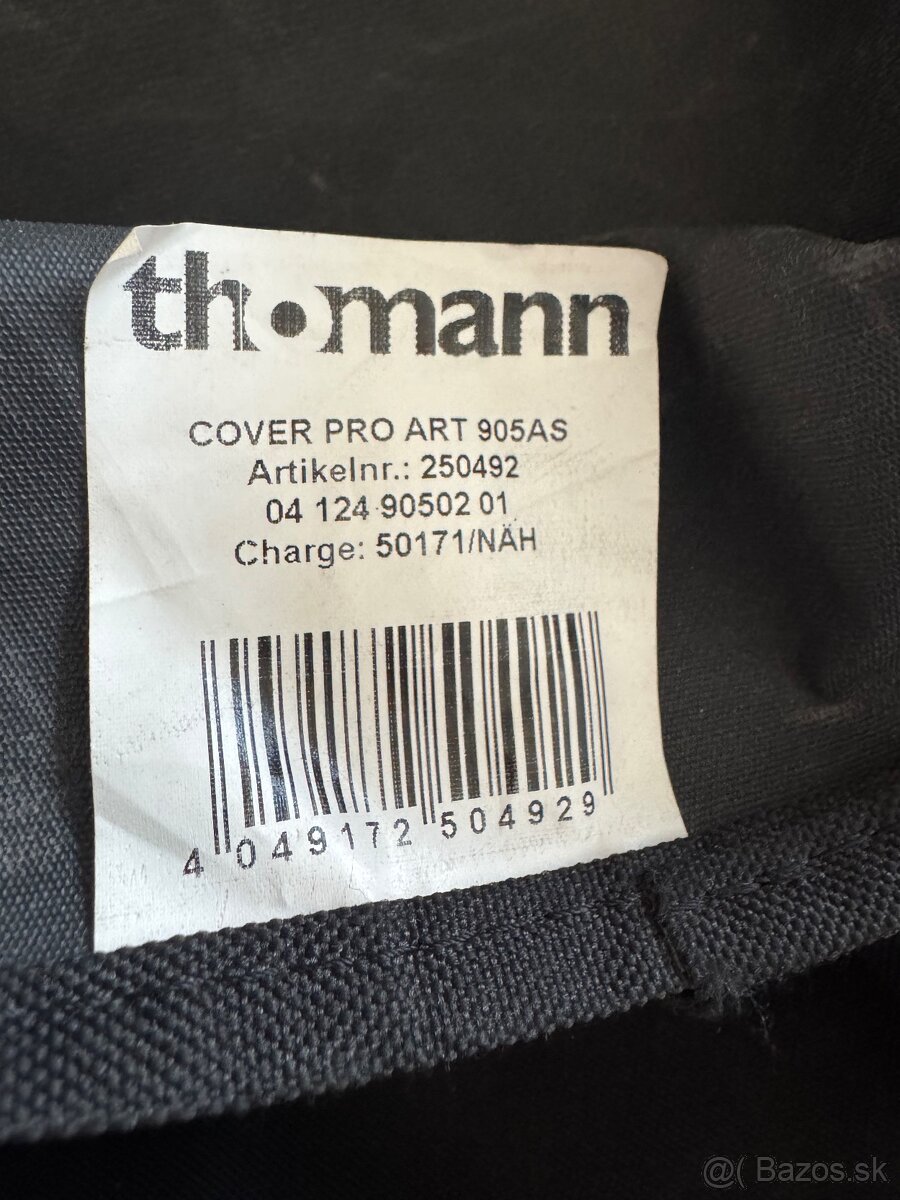 th•mann
COVER PRO ART 905AS
Artikelnr.: 250492
04 124 90502 01
Charge: 50171/NÄH
4 049172 504929
@( Bazos.sk